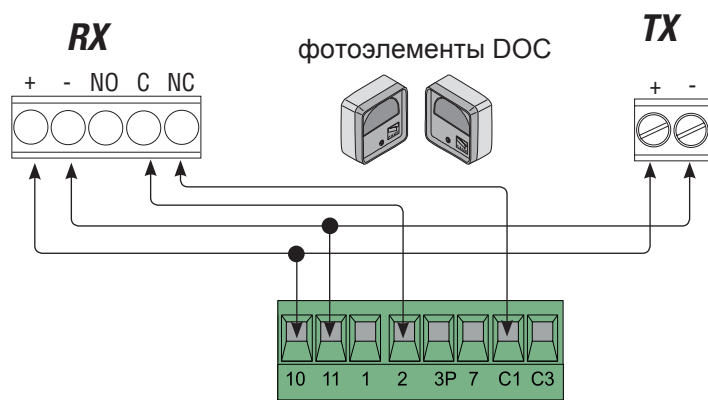 RX
фотоэлементы DOC
TX
+ - NO C NC
+ -
10 11 1 2 3P 7 C1 C3